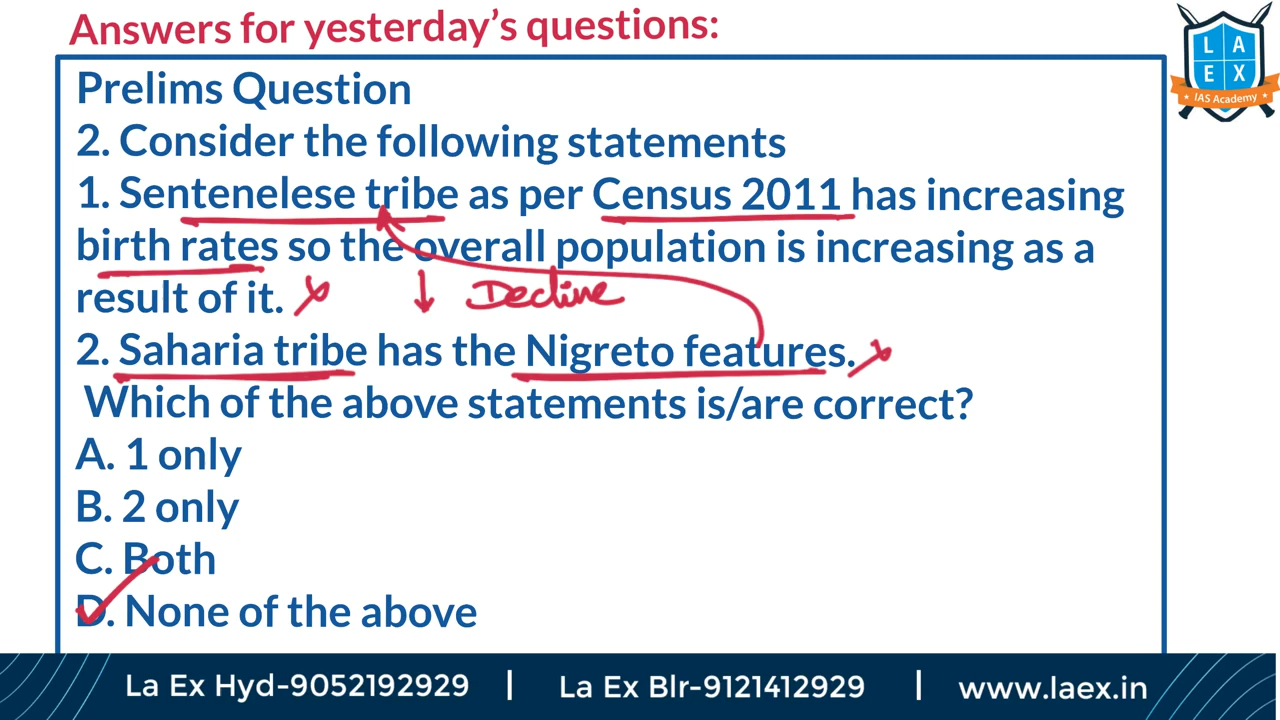 Answers for yesterday’s questions:
L A
E X
IAS Academy
Prelims Question
2. Consider the following statements
1. Sentenelese tribe as per Census 2011 has increasing
birth rates so the overall population is increasing as a
result of it.
↓ Decline
2. Saharia tribe has the Nigreto features.
Which of the above statements is/are correct?
A. 1 only
B. 2 only
C. Both
D. None of the above
La Ex Hyd-9052192929 | La Ex Blr-9121412929 | www.laex.in